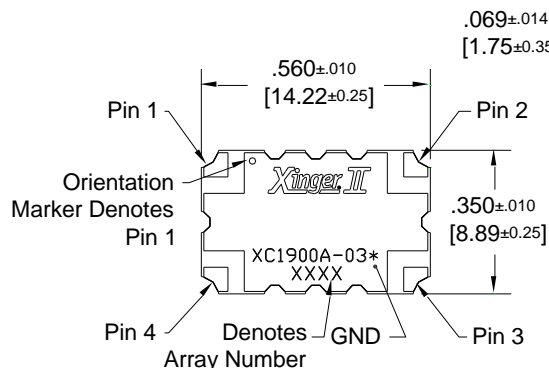 .069±.014
[1.75±0.35
.560±.010
[14.22±0.25]
Pin 1
Pin 2
Orientation
Marker Denotes
Pin 1
Xinger II
.350±.010
[8.89±0.25]
XC1900A-03*
XXXX
Pin 4
Denotes
Array Number
GND
Pin 3